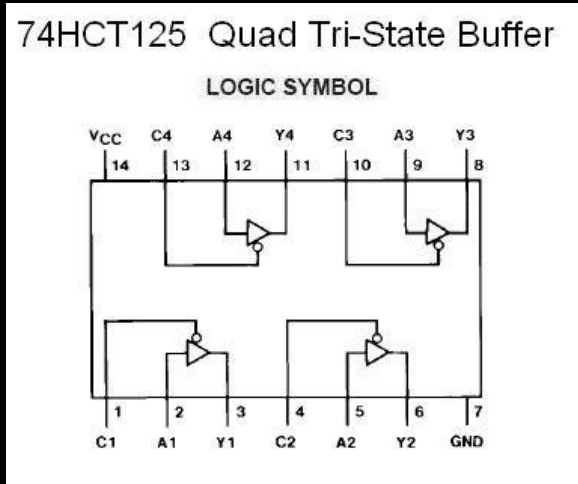 74HCT125 Quad Tri-State Buffer
LOGIC SYMBOL
VCC C4 A4 Y4 C3 A3 Y3
14 13 12 11 10 9 8
1 2 3 4 5 6 7
C1 A1 Y1 C2 A2 Y2 GND